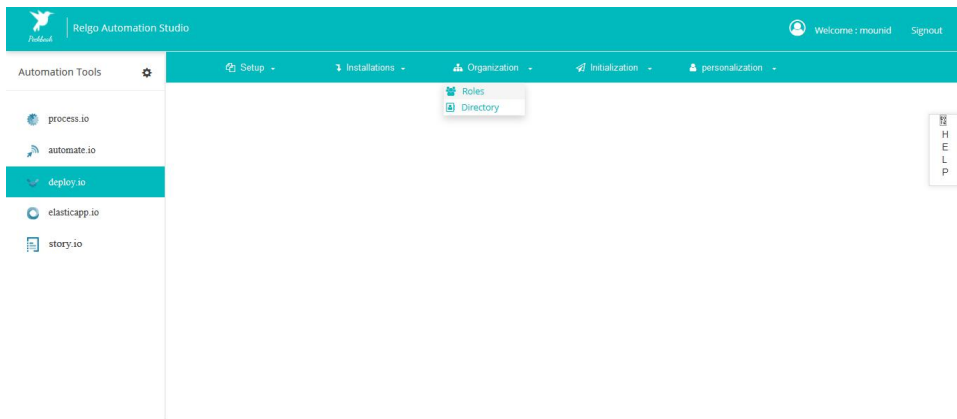 Relgo Automation Studio
Welcome : mounid
Signout
Automation Tools
Setup
Installations
Organization
Initialization
personalization
Roles
Directory
process.io
automate.io
deploy.io
elasticapp.io
story.io
H
E
L
P